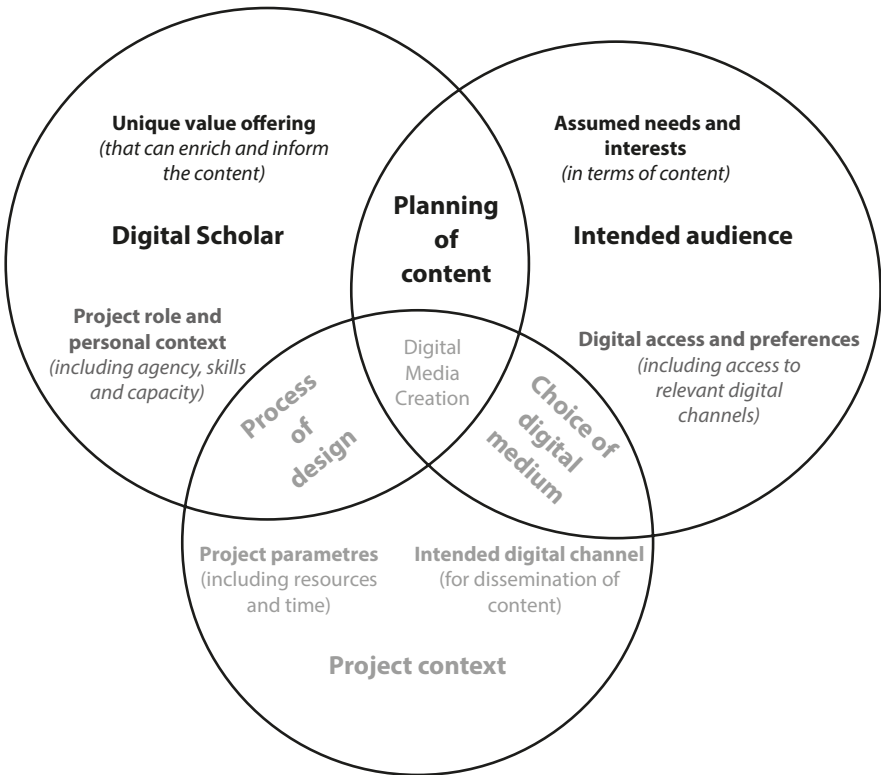 Unique value offering
(that can enrich and inform
the content)
Digital Scholar
Project role and
personal context
(including agency, skills
and capacity)
Planning
of
content
Assumed needs and
interests
(in terms of content)
Intended audience
Digital access and preferences
(including access to
relevant digital
channels)
Process
of
design
Digital
Media
Creation
Choice of
digital
medium
Project parametres
(including resources
and time)
Intended digital channel
(for dissemination of
content)
Project context